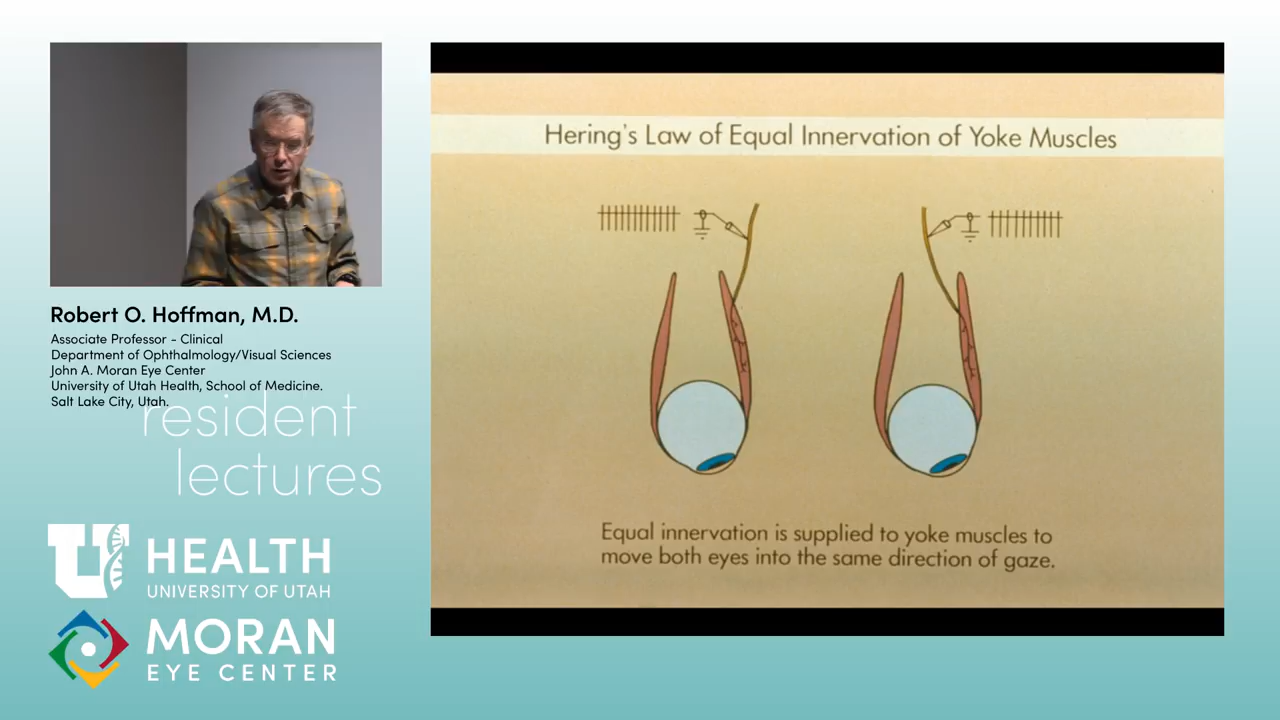 Hering's Law of Equal Innervation of Yoke Muscles
Equal innervation is supplied to yoke muscles to
move both eyes into the same direction of gaze.
Robert O. Hoffman, M.D.
Associate Professor - Clinical
Department of Ophthalmology/Visual Sciences
John A. Moran Eye Center
University of Utah Health, School of Medicine.
Salt Lake City, Utah.
resident
lectures
U HEALTH
UNIVERSITY OF UTAH
MORAN
EYE CENTER